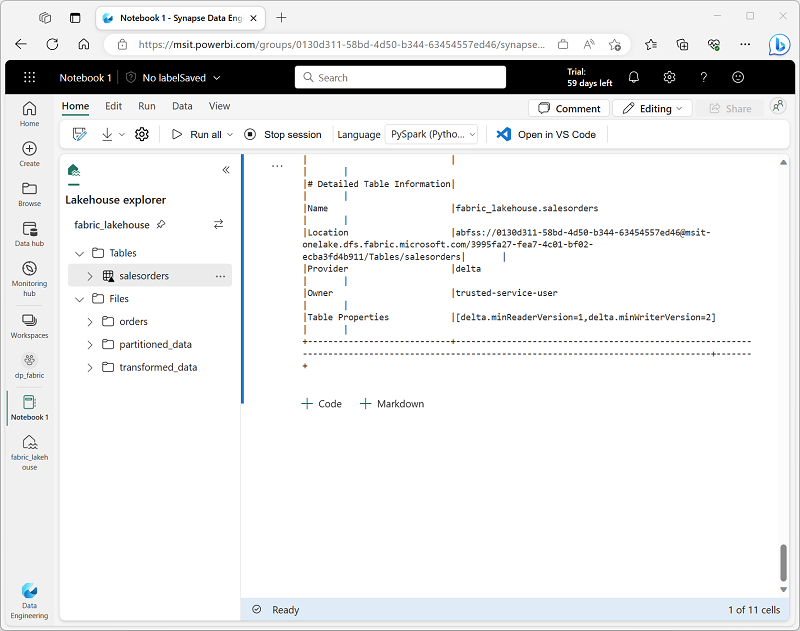 Notebook 1 - Synapse Data Eng
https://msit.powerbi.com/groups/0130d311-58bd-4d50-b344-63454557ed46/synapse...
Notebook 1
No labelSaved
Search
Trial:
59 days left
Home
Edit
Run
Data
View
Comment
Editing
Share
Run all
Stop session
Language
PySpark (Pytho...
Open in VS Code
Home
Create
Browse
Data hub
Monitoring
hub
Workspaces
dp_fabric
Notebook 1
fabric_lakeh
ouse
Data
Engineering
Lakehouse explorer
fabric_lakehouse
Tables
salesorders
Files
orders
partitioned_data
transformed_data
| |
| |
|# Detailed Table Information|
| |
|Name |fabric_lakehouse.salesorders
| |
|Location |abfss://0130d311-58bd-4d50-b344-63454557ed46@msit-
onelake.dfs.fabric.microsoft.com/3995fa27-fea7-4c01-bf02-
ecba3fd4b911/Tables/salesorders| |
|Provider |delta
| |
|Owner |trusted-service-user
| |
|Table Properties |[delta.minReaderVersion=1,delta.minWriterVersion=2]
| |
+----------------------------+----------------------------------------------------------
--------------------------------------------------------------------------------+-------
+
Code
Markdown
Ready
1 of 11 cells